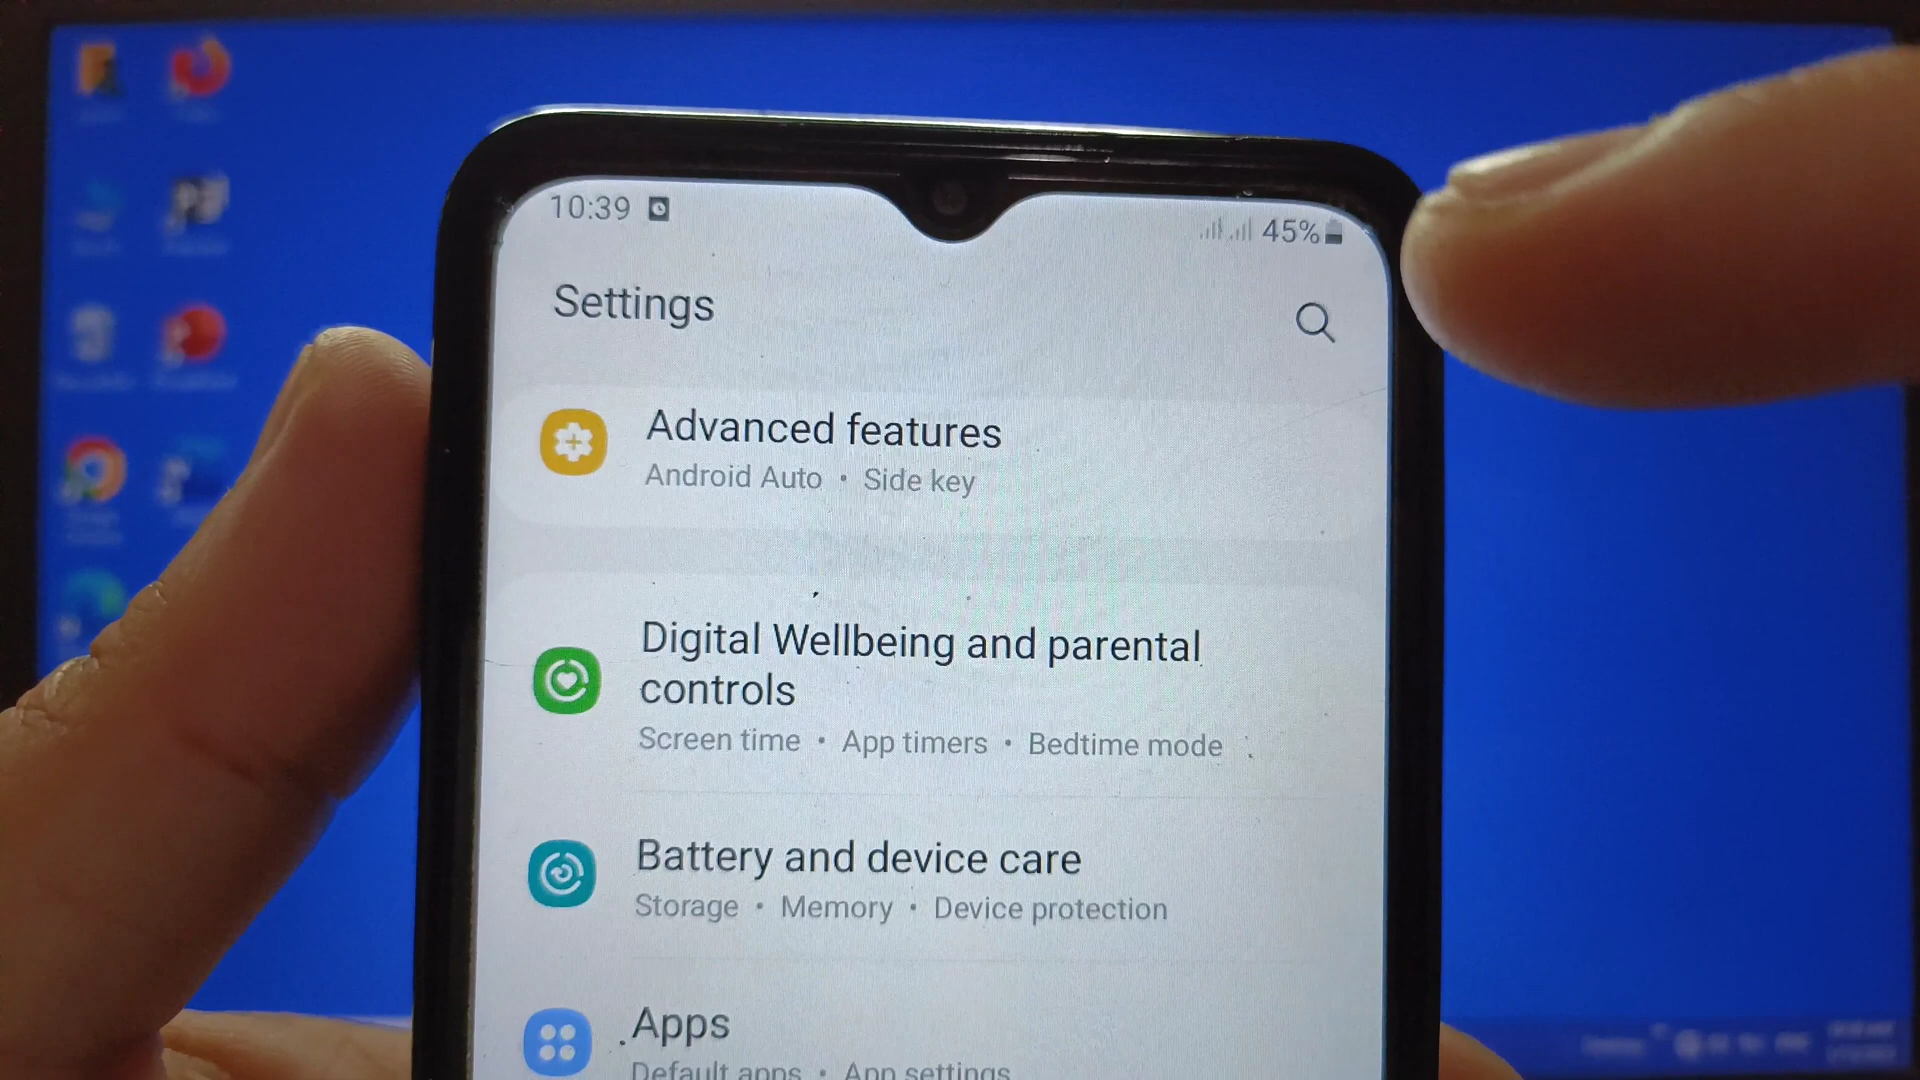 10:39
45%
Settings
Advanced features
Android Auto • Side key
Digital Wellbeing and parental
controls
Screen time • App timers • Bedtime mode
Battery and device care
Storage • Memory • Device protection
Apps
Default apps • App settings